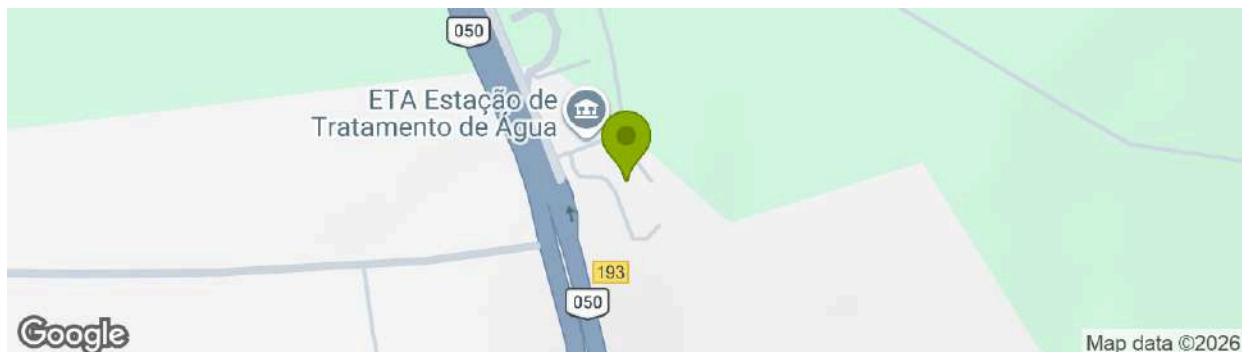 050
ETA Estação de
Tratamento de Água
193
050
Google
Map data ©2026